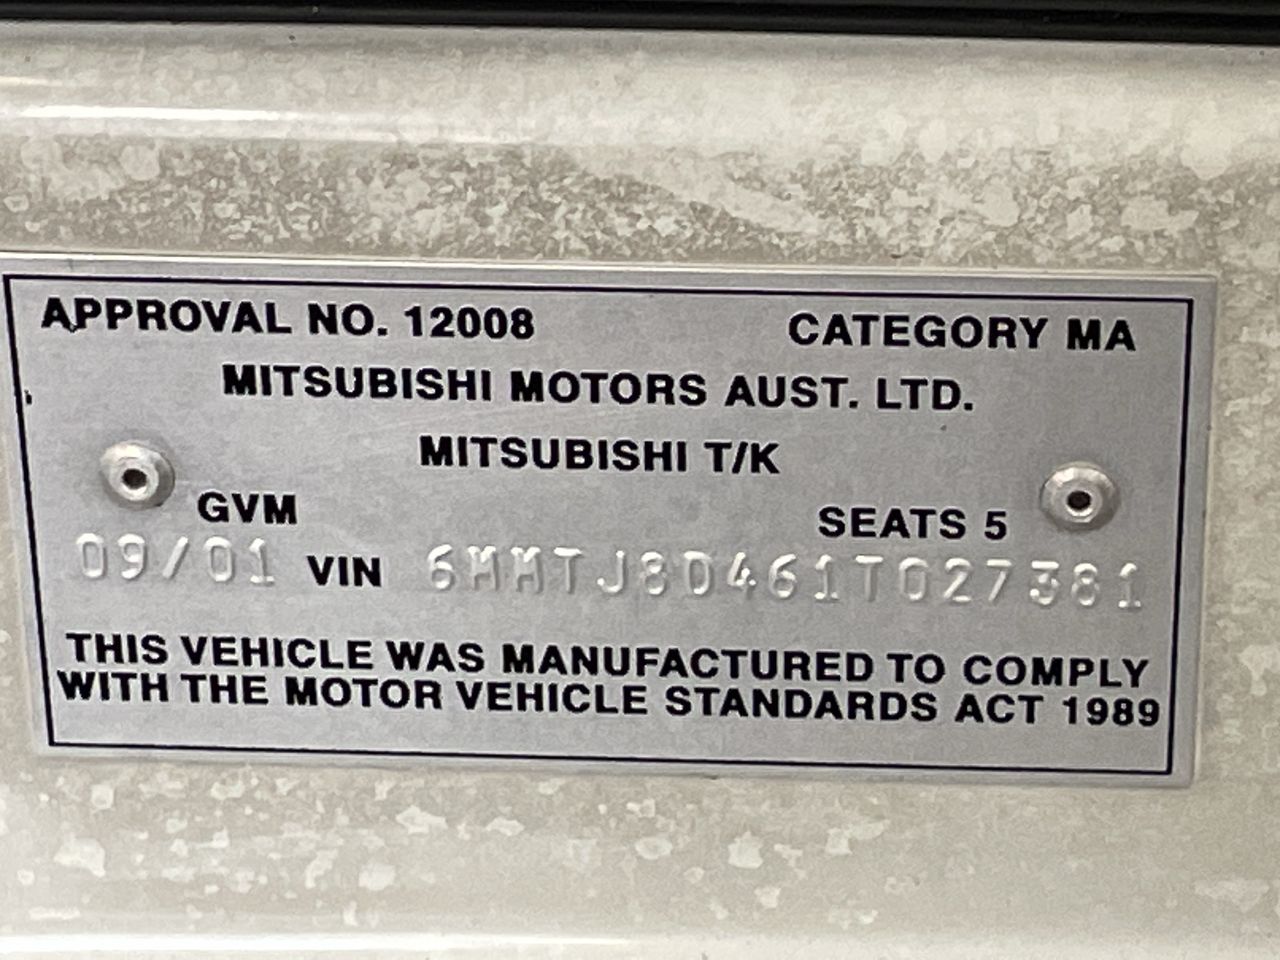 APPROVAL NO. 12008 CATEGORY MA
MITSUBISHI MOTORS AUST. LTD.
MITSUBISHI T/K
GVM SEATS 5
09/01 VIN 6MMTJ8D461T027381
THIS VEHICLE WAS MANUFACTURED TO COMPLY
WITH THE MOTOR VEHICLE STANDARDS ACT 1989